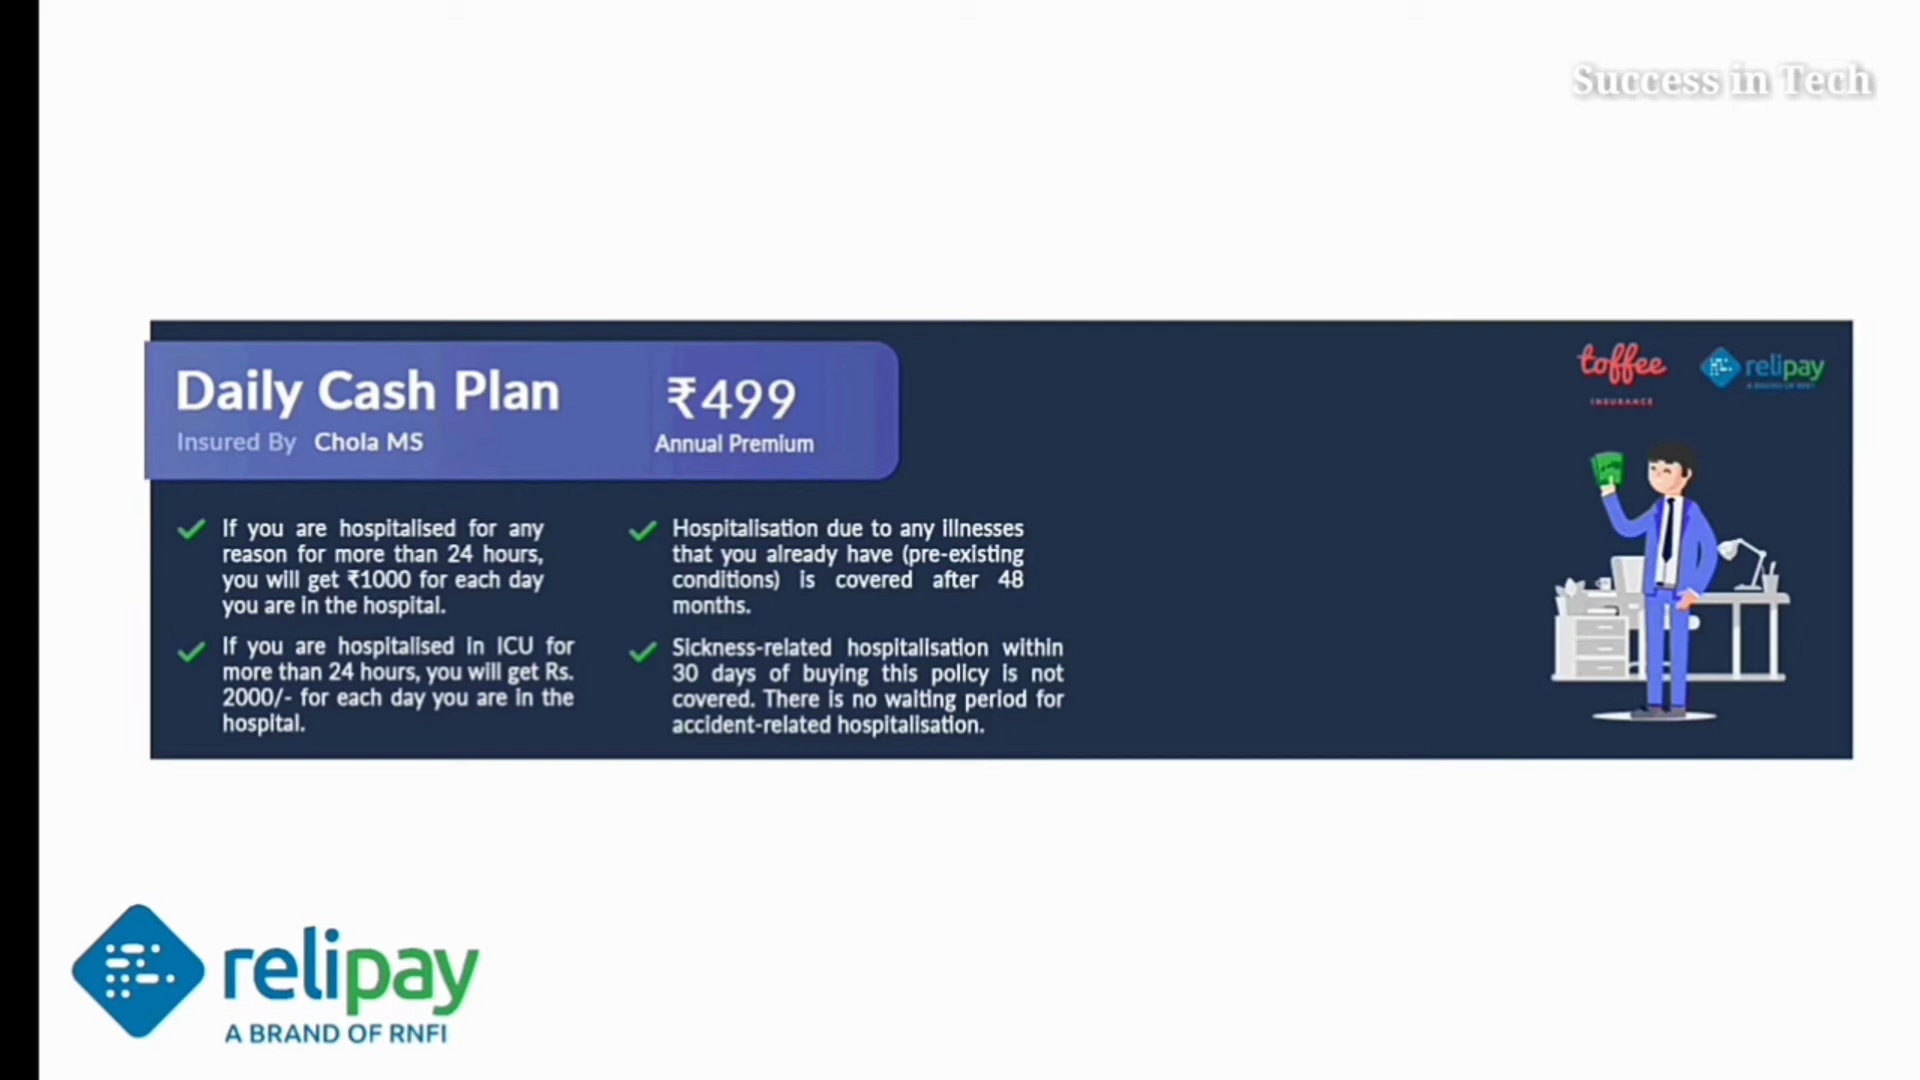 Success in Tech
toffee
INSURANCE
relipay
A BRAND OF RNFI
Daily Cash Plan
Insured By Chola MS
₹499
Annual Premium
If you are hospitalised for any
reason for more than 24 hours,
you will get ₹1000 for each day
you are in the hospital.
If you are hospitalised in ICU for
more than 24 hours, you will get Rs.
2000/- for each day you are in the
hospital.
Hospitalisation due to any illnesses
that you already have (pre-existing
conditions) is covered after 48
months.
Sickness-related hospitalisation within
30 days of buying this policy is not
covered. There is no waiting period for
accident-related hospitalisation.
relipay
A BRAND OF RNFI